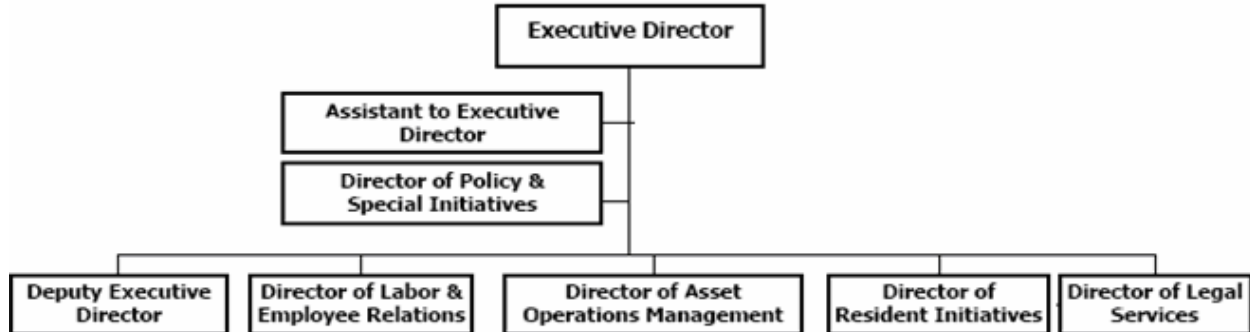 Executive Director
Assistant to Executive
Director
Director of Policy &
Special Initiatives
Deputy Executive
Director
Director of Labor &
Employee Relations
Director of Asset
Operations Management
Director of
Resident Initiatives
Director of Legal
Services